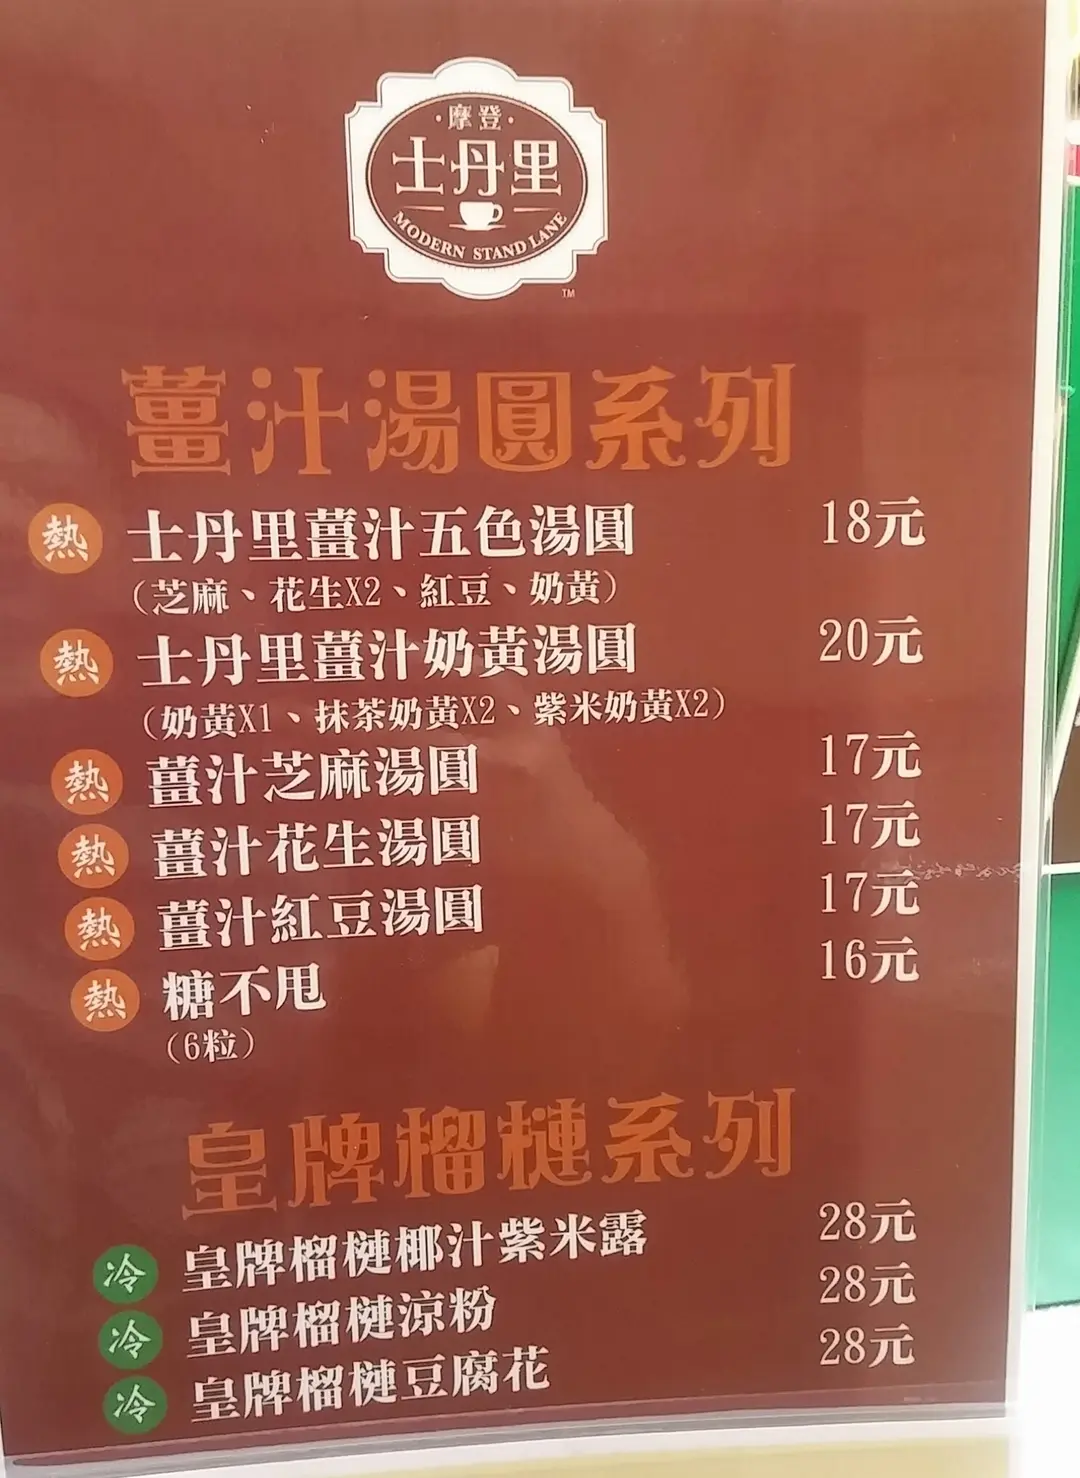 ·摩登·
士丹里
MODERN STAND LANE
TM
薑汁湯圓系列
熱 士丹里薑汁五色湯圓 18元
(芝麻、花生X2、紅豆、奶黃)
熱 士丹里薑汁奶黃湯圓 20元
(奶黃X1、抹茶奶黃X2、紫米奶黃X2)
熱 薑汁芝麻湯圓 17元
熱 薑汁花生湯圓 17元
熱 薑汁紅豆湯圓 17元
熱 糖不甩 16元
(6粒)
皇牌榴槤系列
冷 皇牌榴槤椰汁紫米露 28元
冷 皇牌榴槤涼粉 28元
冷 皇牌榴槤豆腐花 28元